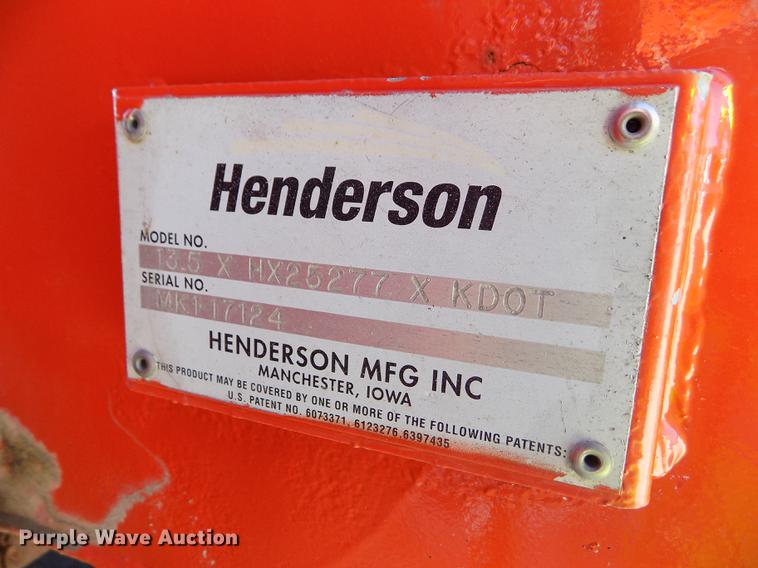 Henderson
MODEL NO.
13.5 X HX25277 X KDOT
SERIAL NO.
MK1-17124
HENDERSON MFG INC
MANCHESTER, IOWA
THIS PRODUCT MAY BE COVERED BY ONE OR MORE OF THE FOLLOWING PATENTS:
U.S. PATENT NO. 6073371, 6123276,6397435
Purple Wave Auction